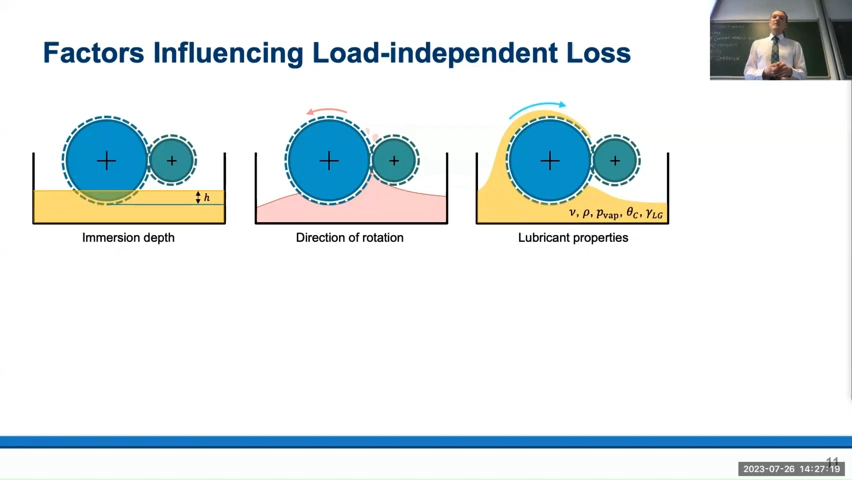 Factors Influencing Load-independent Loss
h
ν, ρ, p_vap, θ_C, γ_LG
Immersion depth
Direction of rotation
Lubricant properties
11
2023-07-26 14:27:19